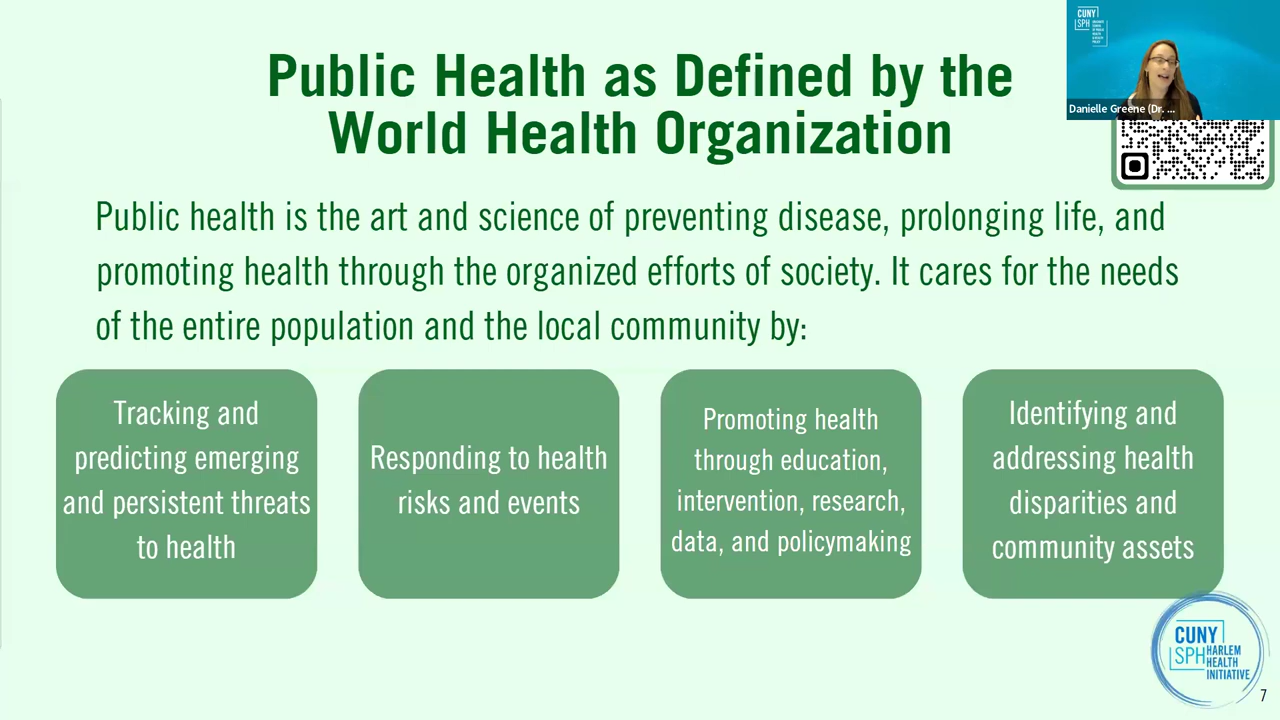 Public Health as Defined by the
World Health Organization
CUNY
SPH
Danielle Greene (Dr. ...
Public health is the art and science of preventing disease, prolonging life, and
promoting health through the organized efforts of society. It cares for the needs
of the entire population and the local community by:
Tracking and
predicting emerging
and persistent threats
to health
Responding to health
risks and events
Promoting health
through education,
intervention, research,
data, and policymaking
Identifying and
addressing health
disparities and
community assets
CUNY
SPH HARLEM
HEALTH
INITIATIVE
7